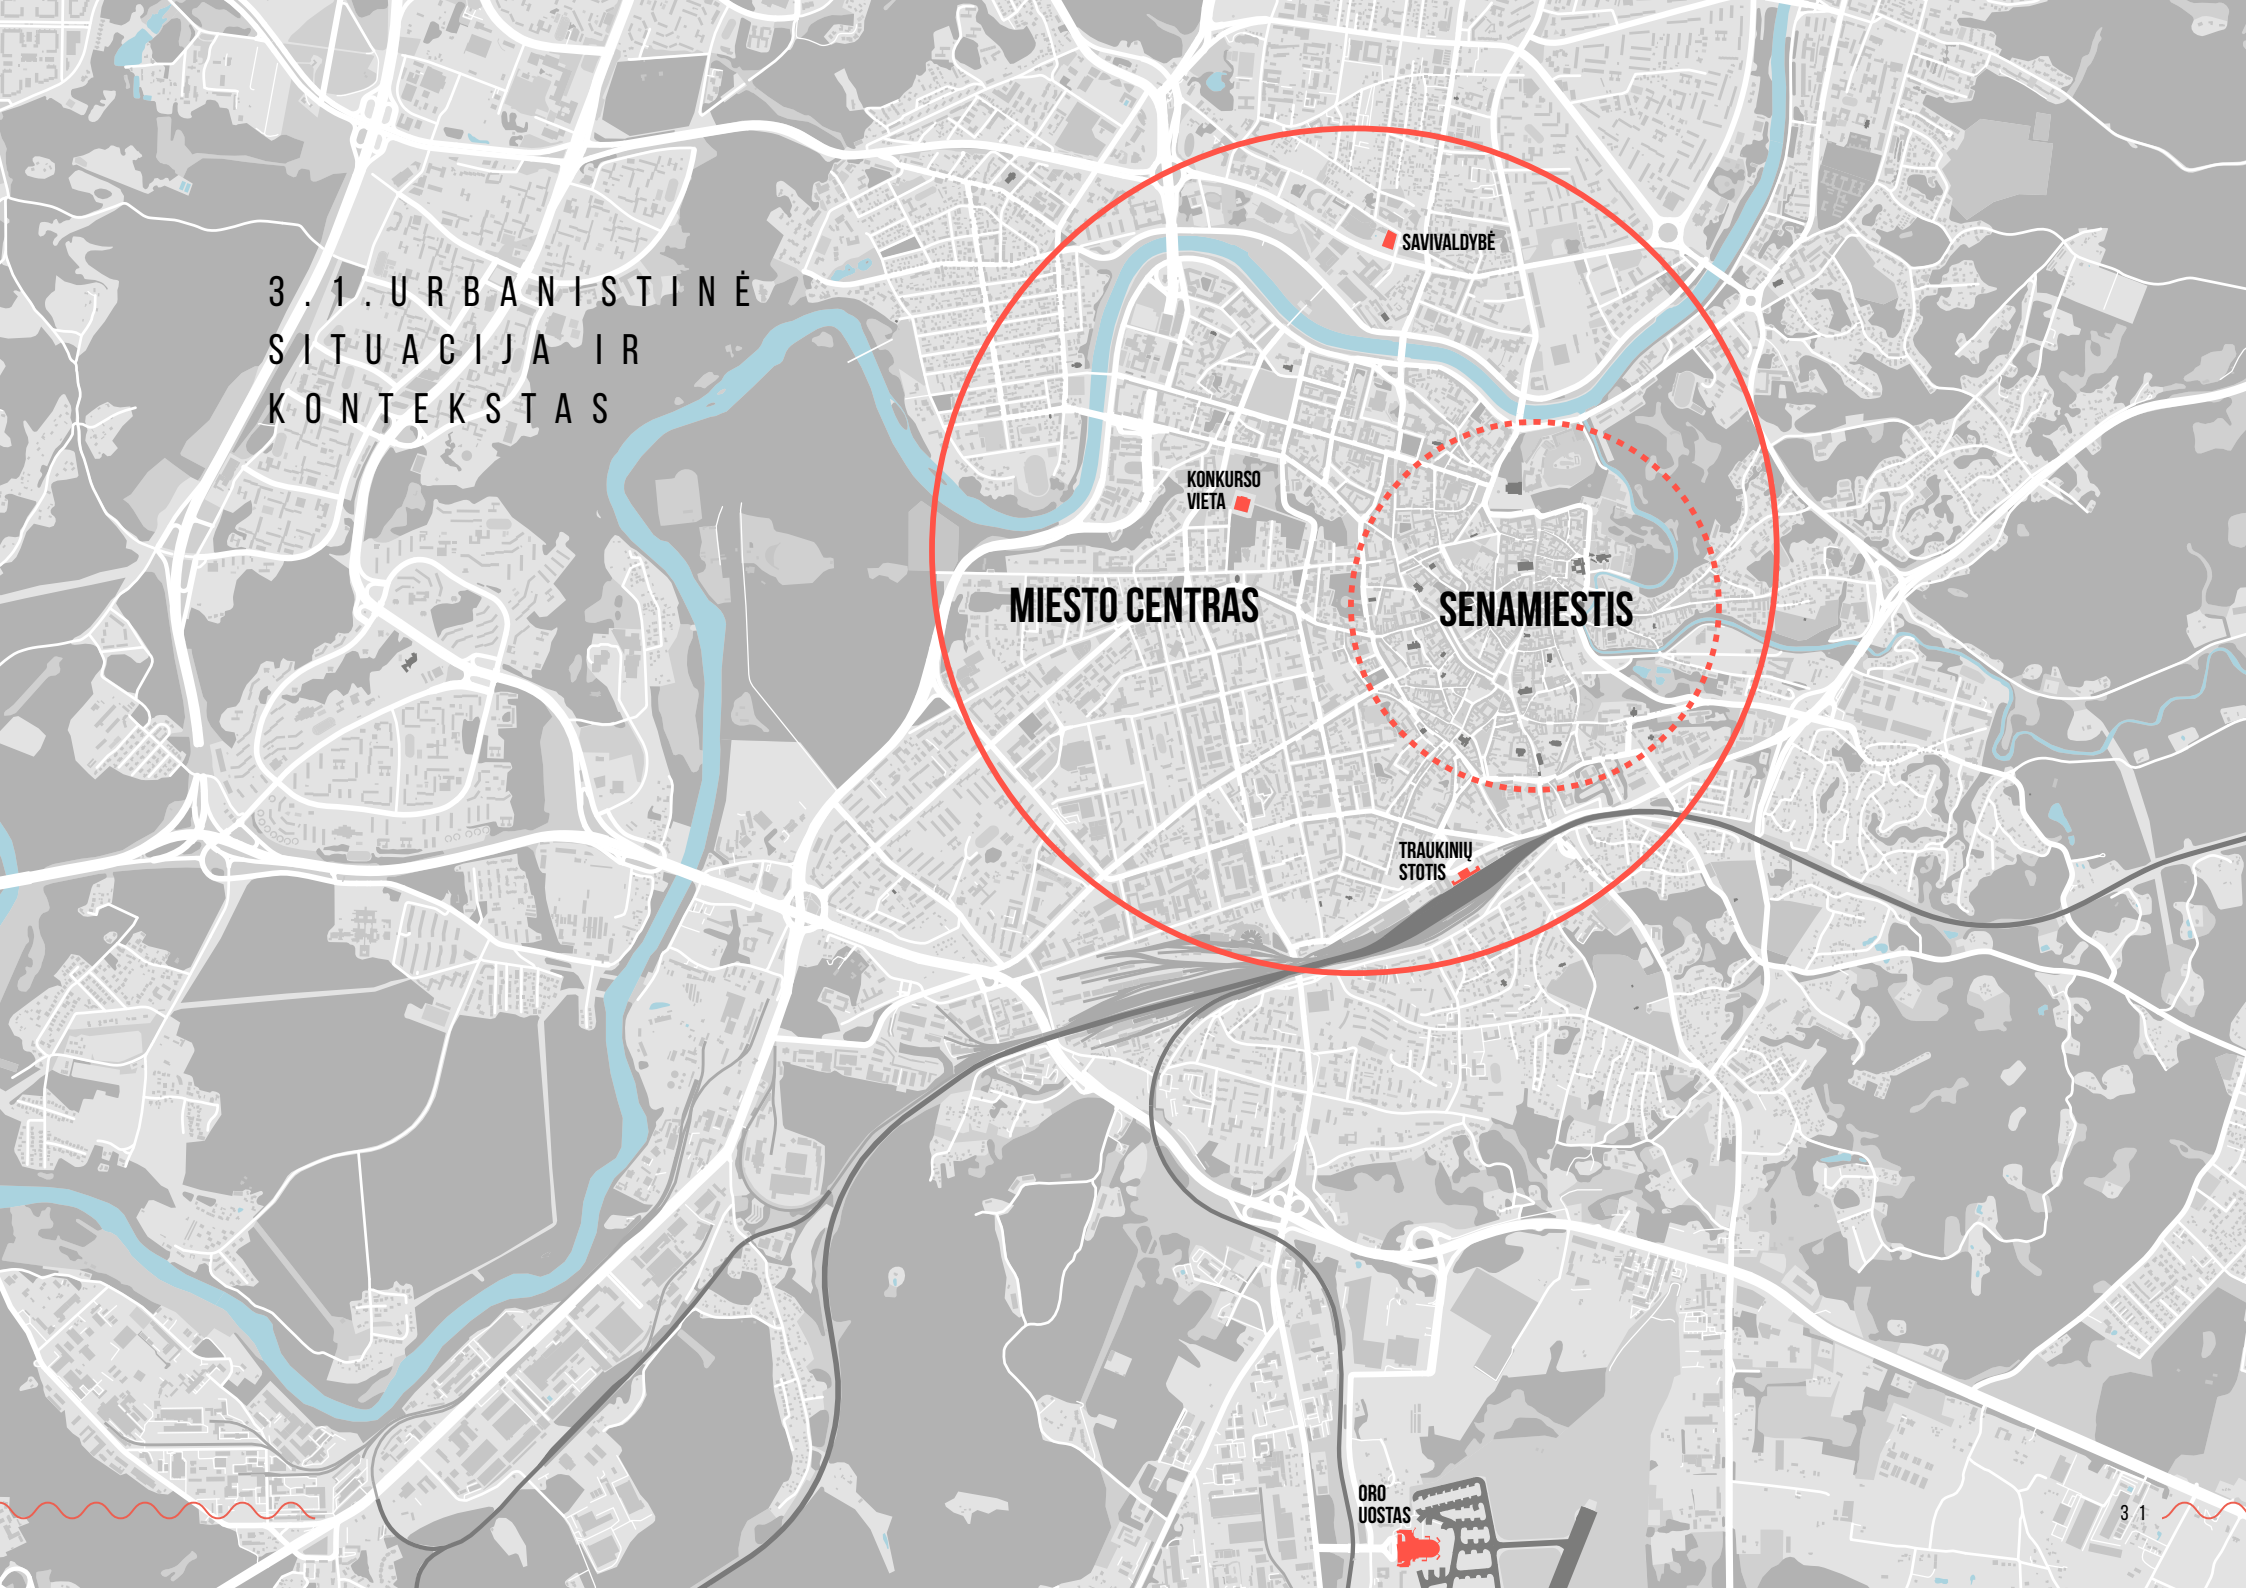 3.1.URBANISTINĖ
SITUACIJA IR
KONTEKSTAS
SAVIVALDYBĖ
KONKURSO
VIETA
MIESTO CENTRAS
SENAMIESTIS
TRAUKINIŲ
STOTIS
ORO
UOSTAS
31